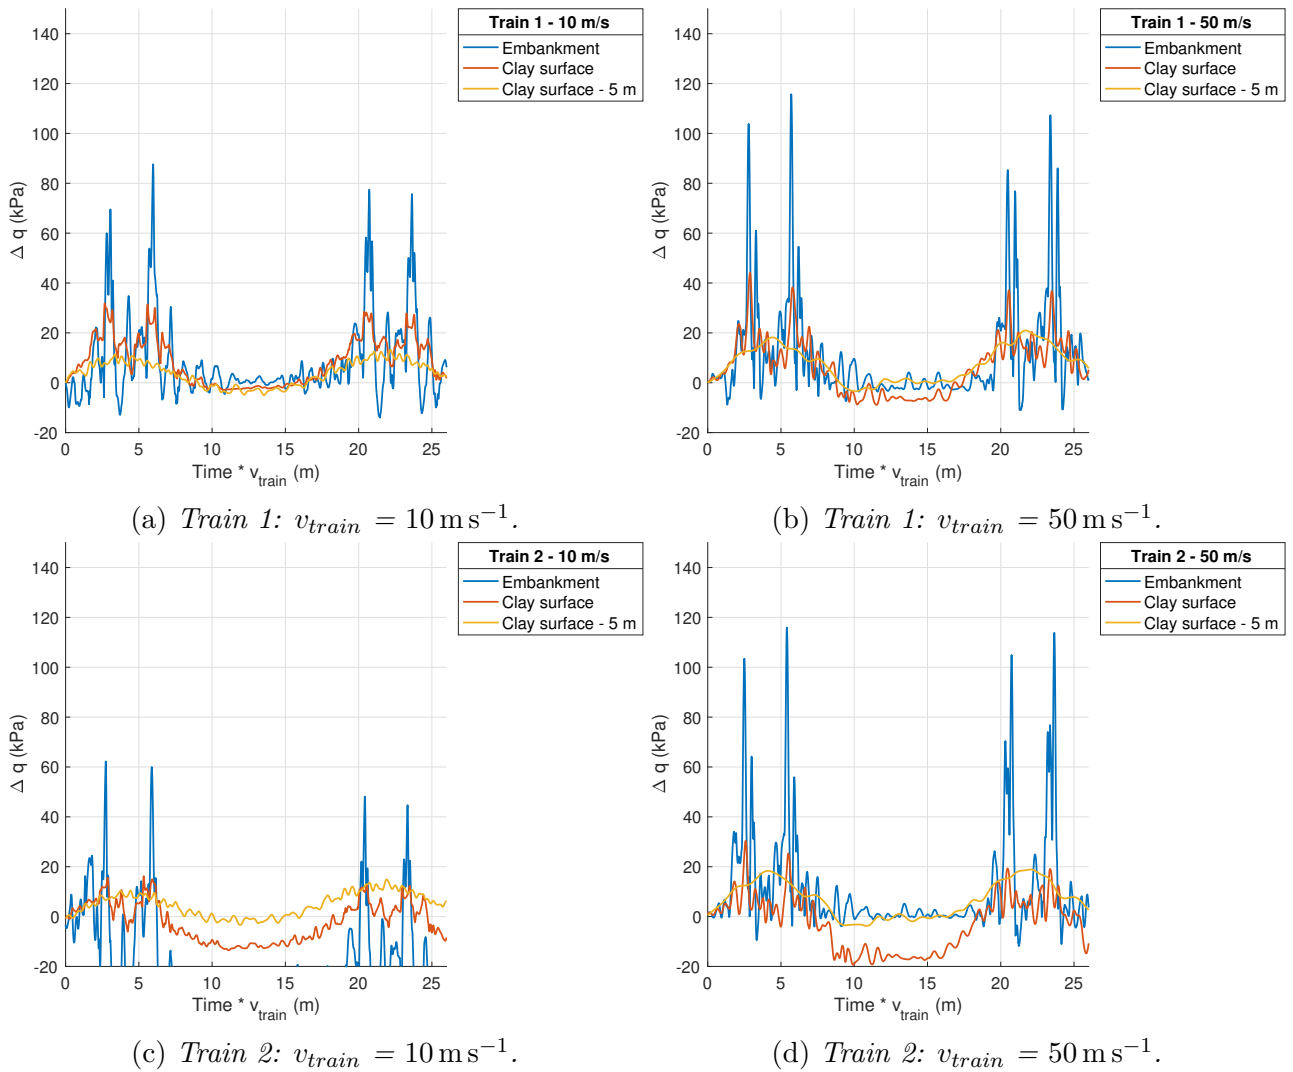 Train 1 - 10 m/s
Embankment
Clay surface
Clay surface - 5 m
140
120
100
80
60
40
20
0
-20
Δ q (kPa)
0 5 10 15 20 25
Time * v_train (m)
(a) Train 1: v_train = 10 m s⁻¹.
Train 1 - 50 m/s
Embankment
Clay surface
Clay surface - 5 m
140
120
100
80
60
40
20
0
-20
Δ q (kPa)
0 5 10 15 20 25
Time * v_train (m)
(b) Train 1: v_train = 50 m s⁻¹.
Train 2 - 10 m/s
Embankment
Clay surface
Clay surface - 5 m
140
120
100
80
60
40
20
0
-20
Δ q (kPa)
0 5 10 15 20 25
Time * v_train (m)
(c) Train 2: v_train = 10 m s⁻¹.
Train 2 - 50 m/s
Embankment
Clay surface
Clay surface - 5 m
140
120
100
80
60
40
20
0
-20
Δ q (kPa)
0 5 10 15 20 25
Time * v_train (m)
(d) Train 2: v_train = 50 m s⁻¹.